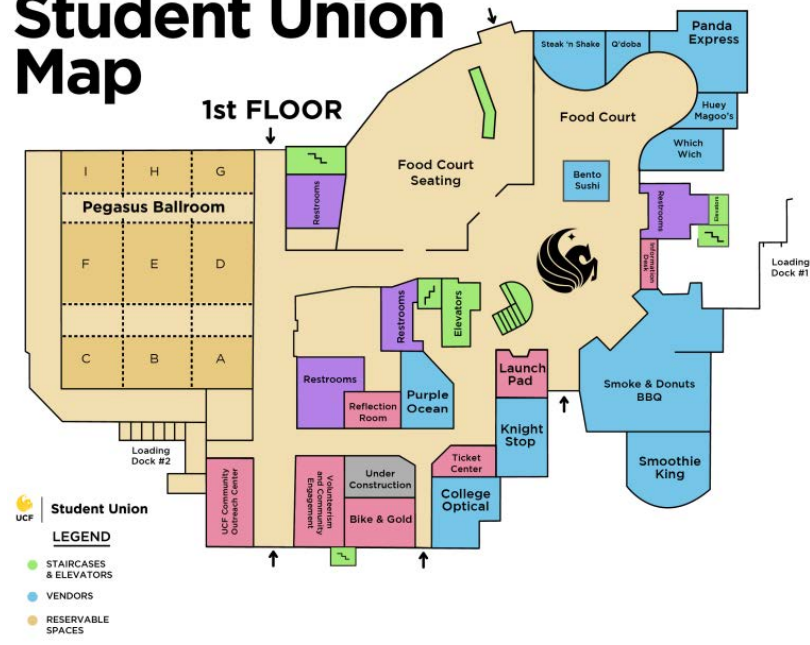 Student Union
Map
1st FLOOR
Steak 'n Shake
Q'doba
Panda
Express
Food Court
Huey
Magoo's
Which
Wich
Food Court
Seating
Bento
Sushi
Restrooms
Restrooms
Elevators
Information
Desk
Loading
Dock #1
I
H
G
Pegasus Ballroom
F
E
D
C
B
A
Restrooms
Elevators
Restrooms
Reflection
Room
Purple
Ocean
Launch
Pad
Knight
Stop
Smoke & Donuts
BBQ
Smoothie
King
Loading
Dock #2
UCF Community
Outreach Center
Volunteerism
and Community
Engagement
Under
Construction
Bike & Gold
Ticket
Center
College
Optical
UCF
Student Union
LEGEND
STAIRCASES
& ELEVATORS
VENDORS
RESERVABLE
SPACES